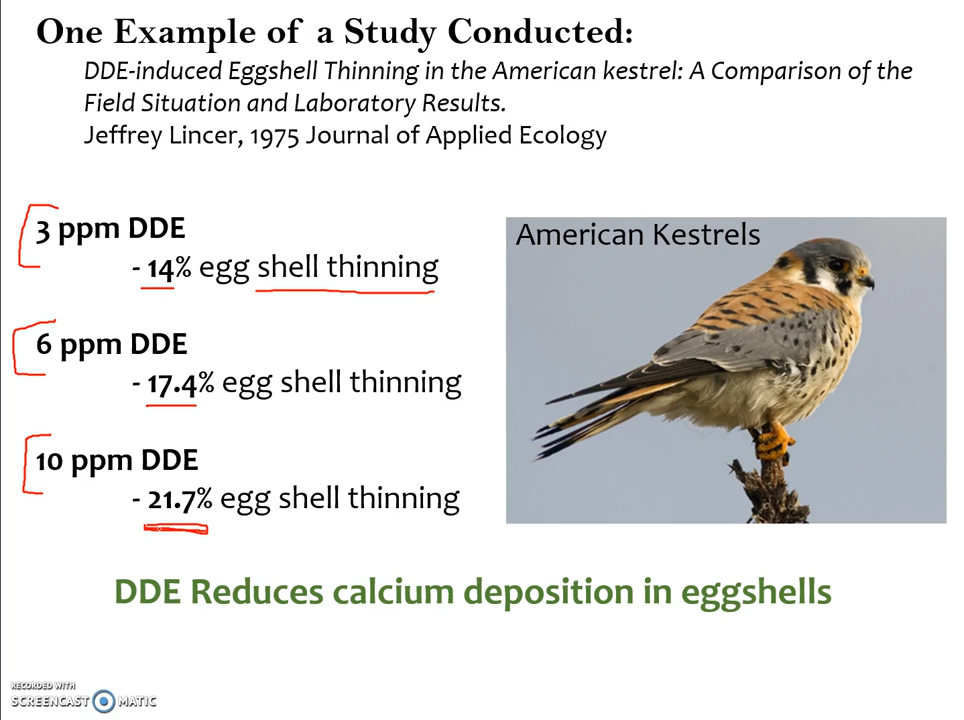 One Example of a Study Conducted:
DDE-induced Eggshell Thinning in the American kestrel: A Comparison of the
Field Situation and Laboratory Results.
Jeffrey Lincer, 1975 Journal of Applied Ecology
3 ppm DDE
- 14% egg shell thinning
6 ppm DDE
- 17.4% egg shell thinning
10 ppm DDE
- 21.7% egg shell thinning
American Kestrels
DDE Reduces calcium deposition in eggshells
RECORDED WITH
SCREENCAST MATIC